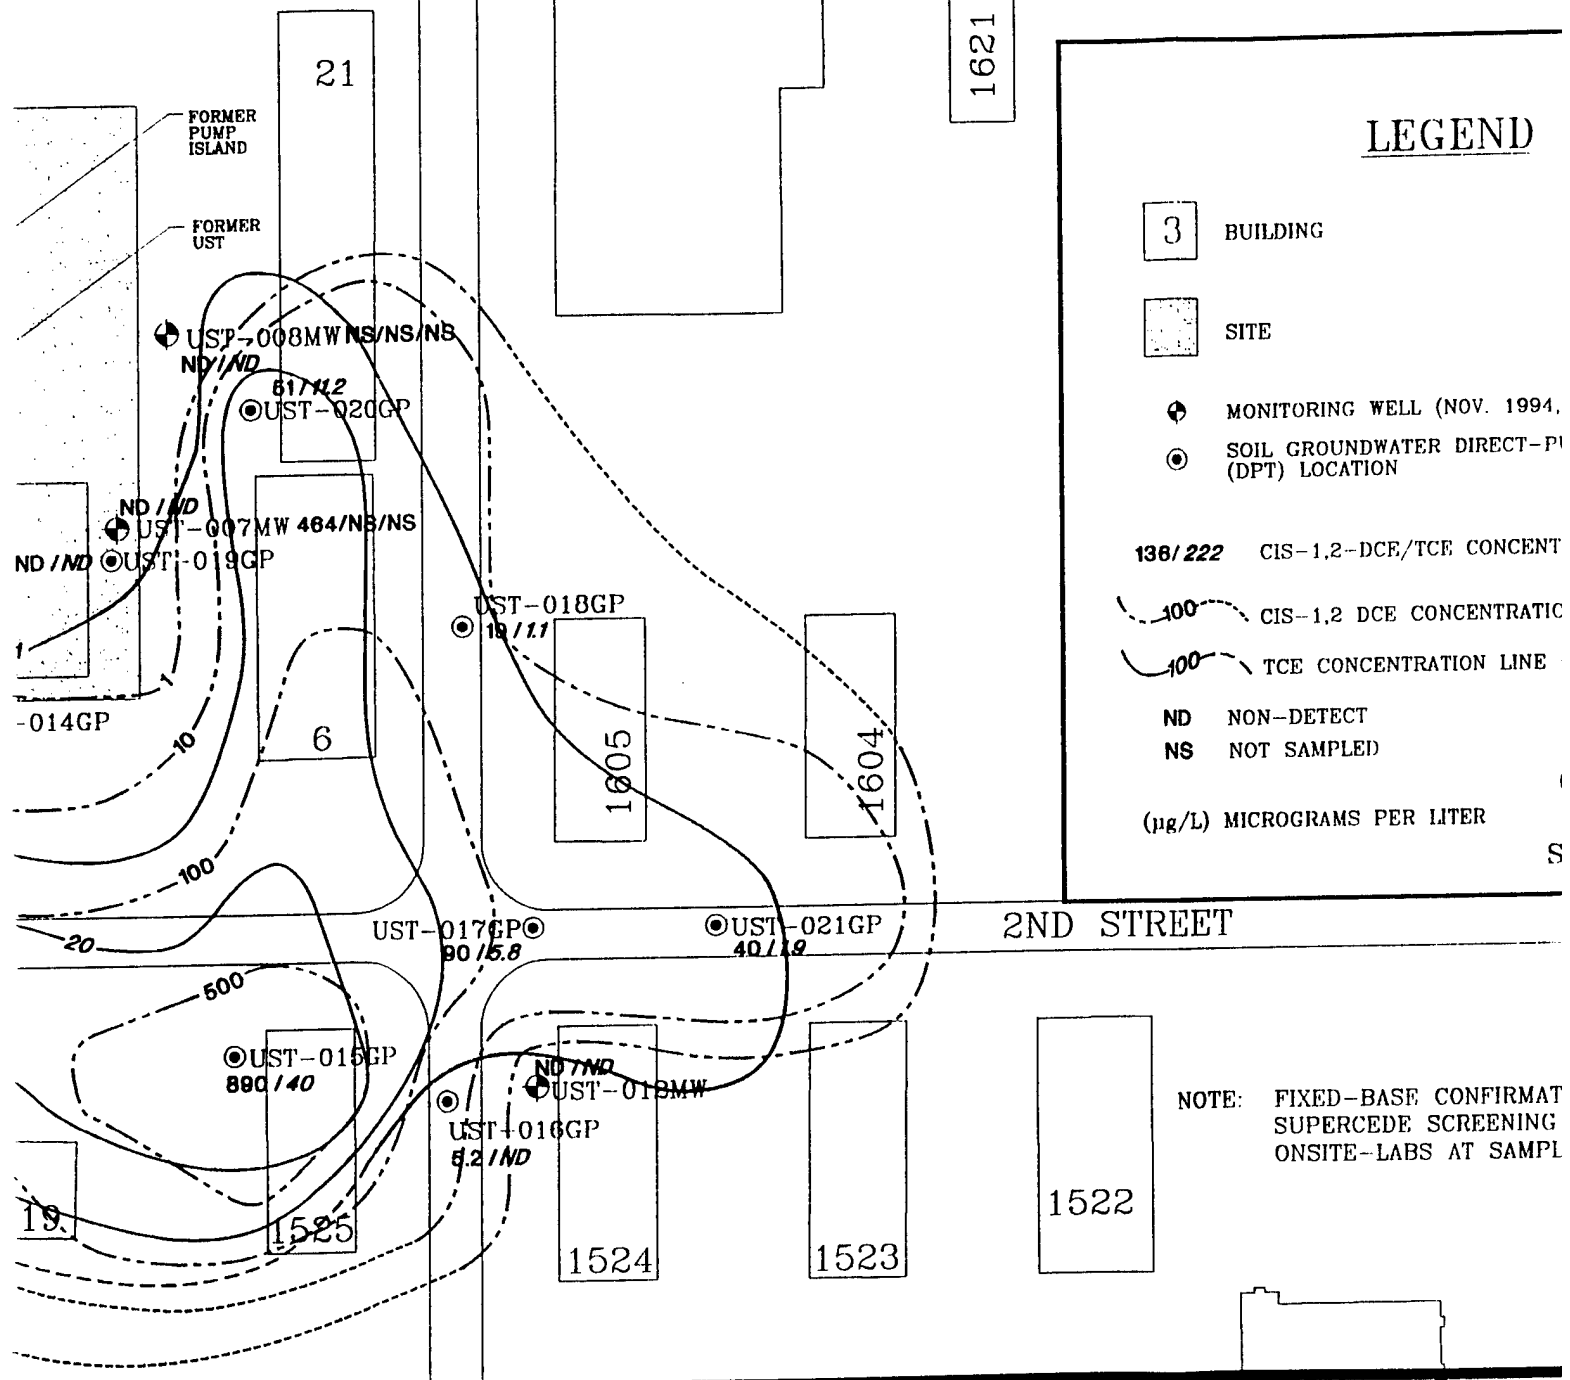 21
1621
FORMER
PUMP
ISLAND
FORMER
UST
UST-008MW NS/NS/NS
ND/ND
61/11.2
UST-020GP
ND/ND
UST-007MW 464/NS/NS
ND/ND UST-019GP
UST-018GP
19/1.1
1
1
-014GP
10
6
1605
1604
100
20
UST-017GP
90/5.8
UST-021GP
40/1.9
2ND STREET
500
UST-015GP
890/40
ND/ND
UST-016GP
5.2/ND
19
1525
1524
1523
1522
LEGEND
3 BUILDING
SITE
MONITORING WELL (NOV. 1994,
SOIL GROUNDWATER DIRECT-PU
(DPT) LOCATION
136/222 CIS-1,2-DCE/TCE CONCENT
100 CIS-1,2 DCE CONCENTRATIO
100 TCE CONCENTRATION LINE
ND NON-DETECT
NS NOT SAMPLED
(µg/L) MICROGRAMS PER LITER
S
NOTE: FIXED-BASE CONFIRMAT
SUPERCEDE SCREENING
ONSITE-LABS AT SAMPL